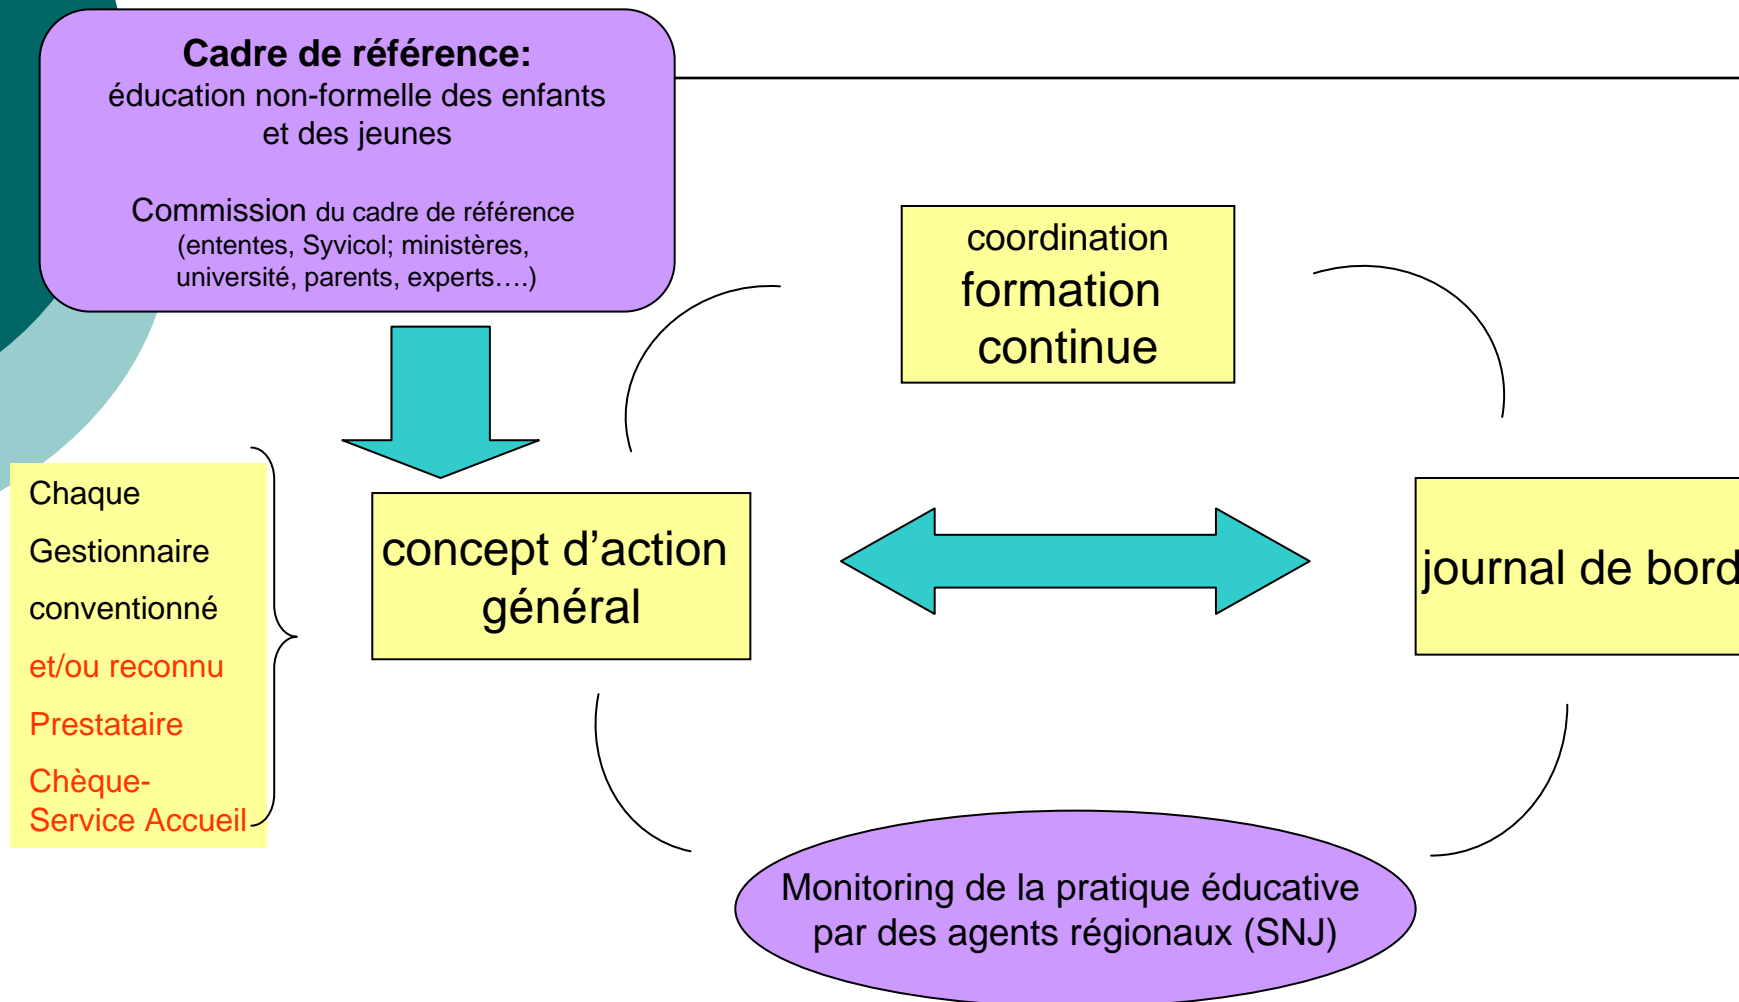 Cadre de référence:
éducation non-formelle des enfants
et des jeunes
Commission du cadre de référence
(ententes, Syvicol; ministères,
université, parents, experts….)
coordination
formation
continue
Chaque
Gestionnaire
conventionné
et/ou reconnu
Prestataire
Chèque-
Service Accueil
concept d’action
général
journal de bord
Monitoring de la pratique éducative
par des agents régionaux (SNJ)